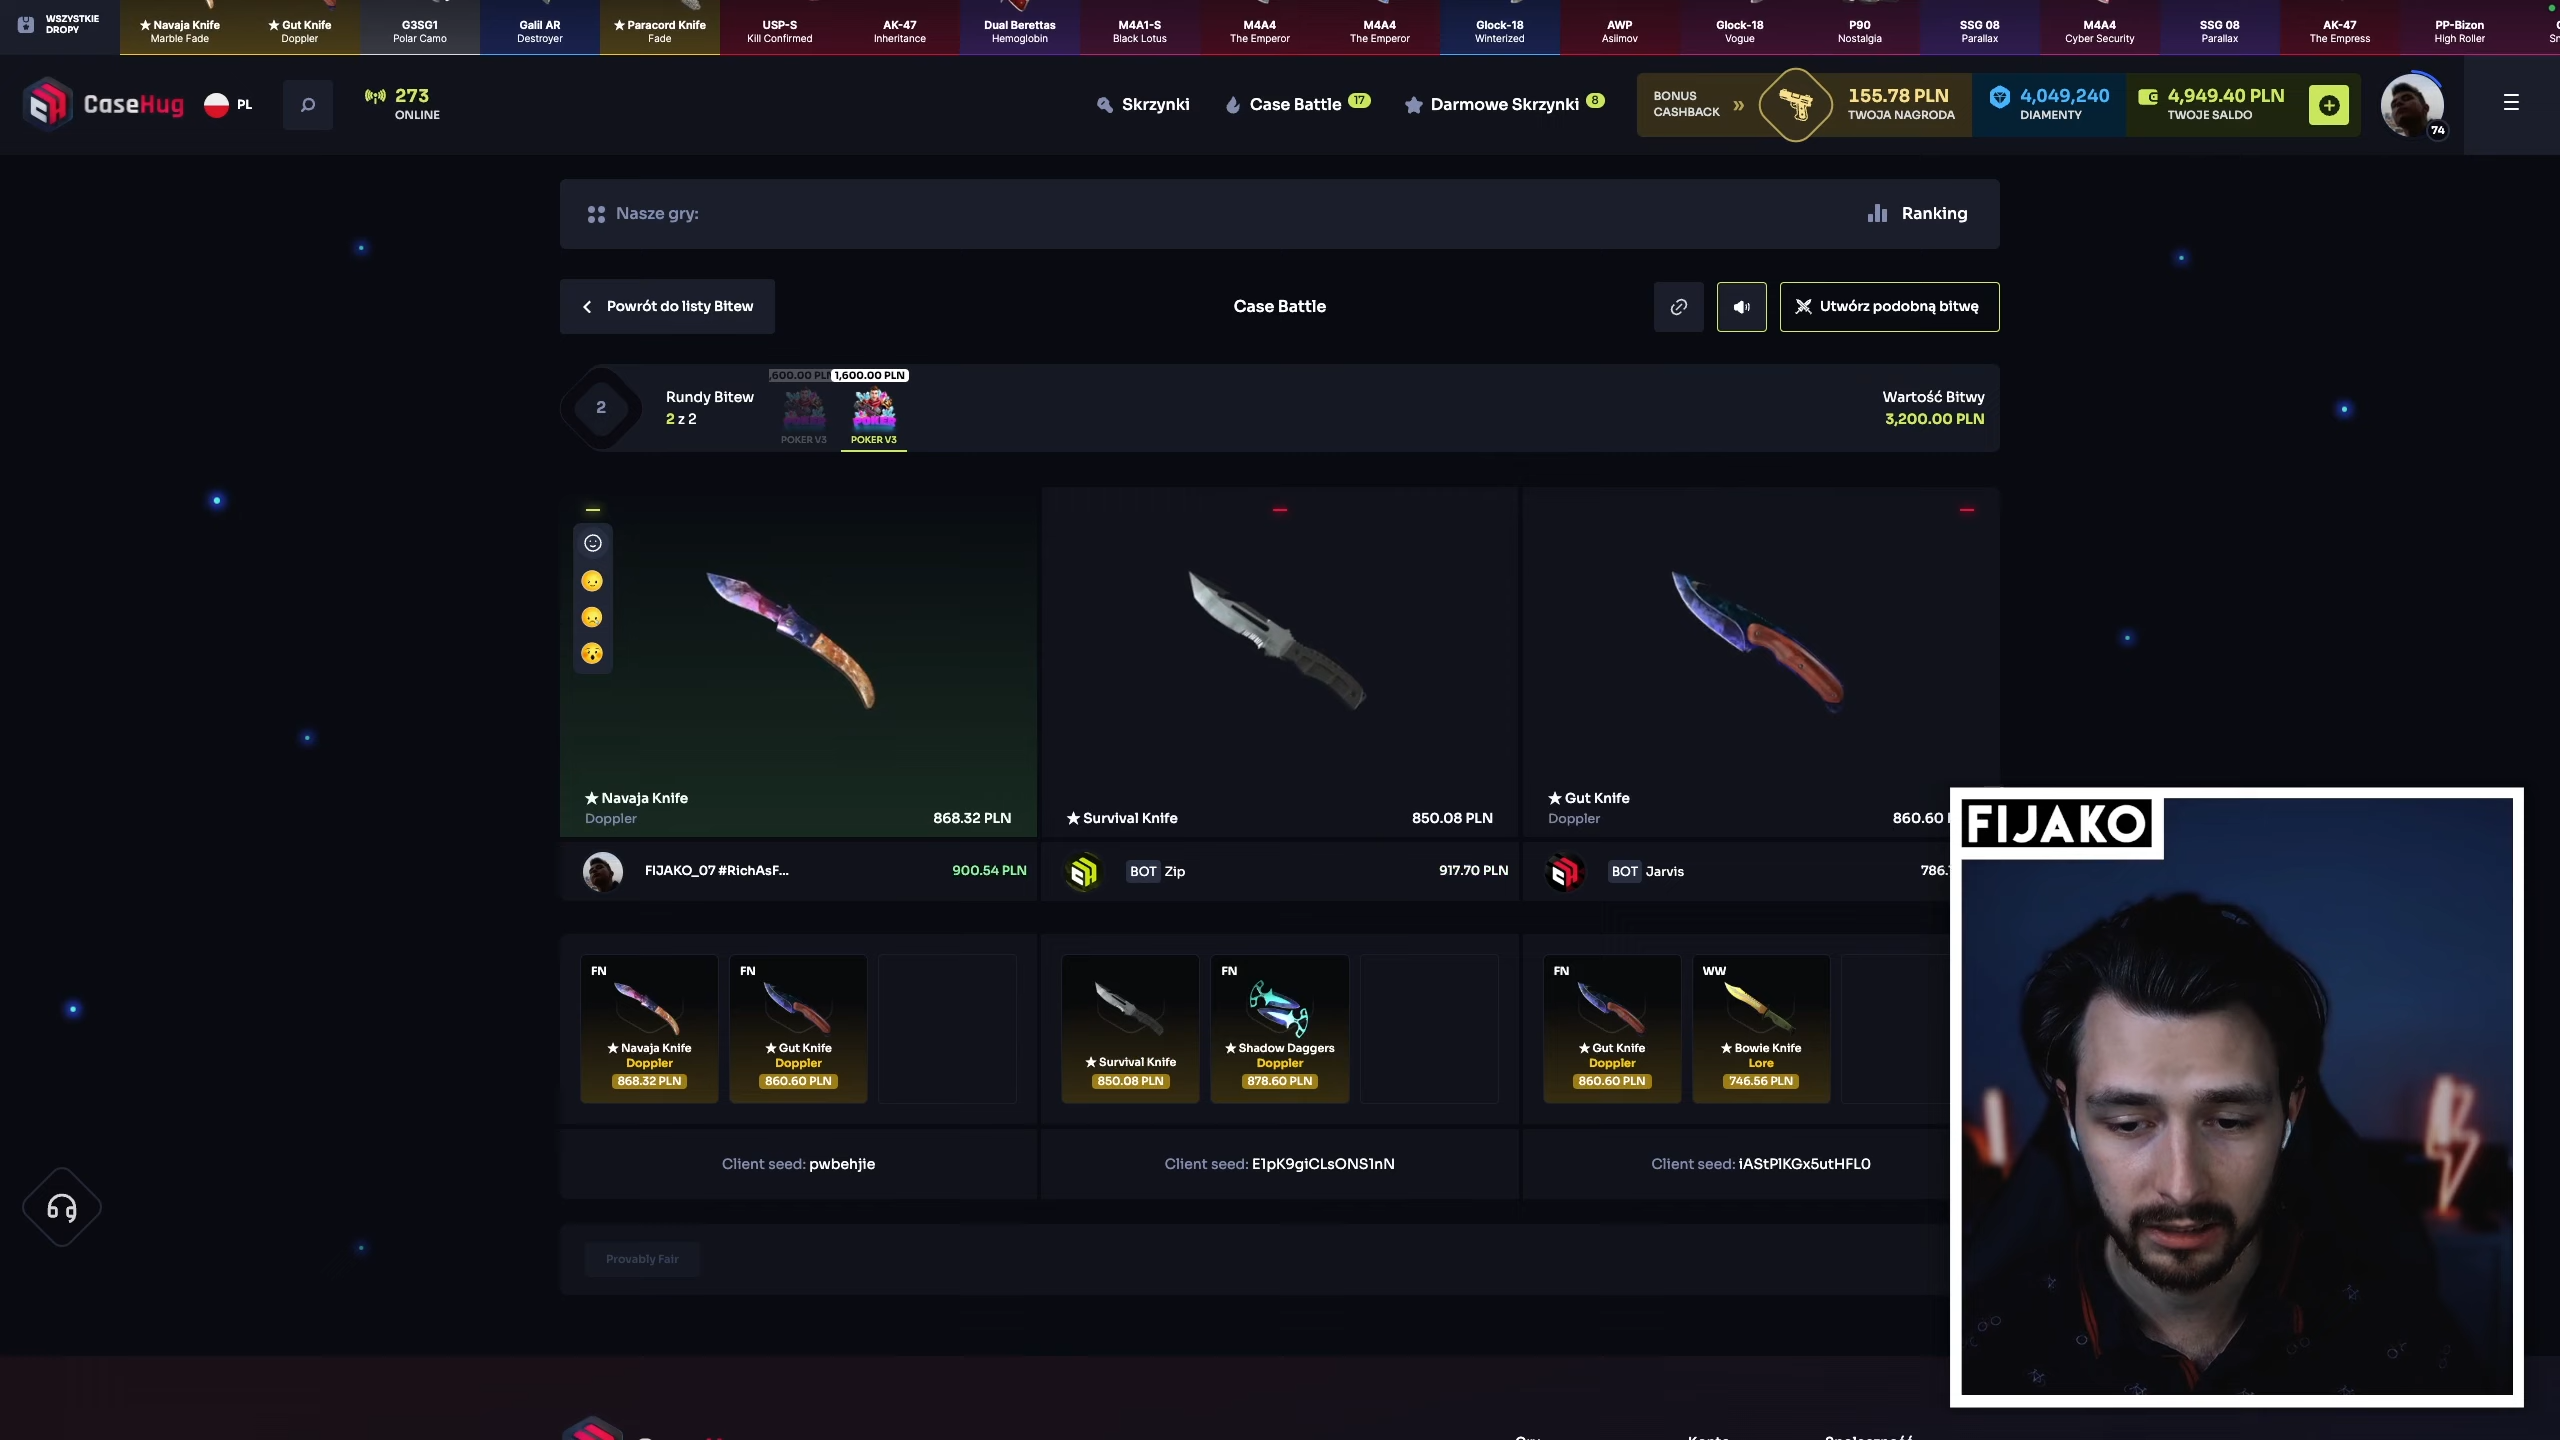 WSZYSTKIE
DROPY
★ Navaja Knife
Marble Fade
★ Gut Knife
Doppler
G3SG1
Polar Camo
Galil AR
Destroyer
★ Paracord Knife
Fade
USP-S
Kill Confirmed
AK-47
Inheritance
Dual Berettas
Hemoglobin
M4A1-S
Black Lotus
M4A4
The Emperor
M4A4
The Emperor
Glock-18
Winterized
AWP
Asiimov
Glock-18
Vogue
P90
Nostalgia
SSG 08
Parallax
M4A4
Cyber Security
SSG 08
Parallax
AK-47
The Empress
PP-Bizon
High Roller
CaseHug
PL
273
ONLINE
Skrzynki
Case Battle 17
Darmowe Skrzynki 8
BONUS
CASHBACK »
155.78 PLN
TWOJA NAGRODA
4,049,240
DIAMENTY
4,949.40 PLN
TWOJE SALDO
74
Nasze gry:
Ranking
Powrót do listy Bitew
Case Battle
Utwórz podobną bitwę
2
Rundy Bitew
2 z 2
,600.00 PLN
POKER V3
1,600.00 PLN
POKER
POKER V3
Wartość Bitwy
3,200.00 PLN
★ Navaja Knife
Doppler
868.32 PLN
★ Survival Knife
850.08 PLN
★ Gut Knife
Doppler
860.60
FIJAKO_07 #RichAsF...
900.54 PLN
BOT Zip
917.70 PLN
BOT Jarvis
786.
FN
★ Navaja Knife
Doppler
868.32 PLN
FN
★ Gut Knife
Doppler
860.60 PLN
★ Survival Knife
850.08 PLN
FN
★ Shadow Daggers
Doppler
878.60 PLN
FN
★ Gut Knife
Doppler
860.60 PLN
WW
★ Bowie Knife
Lore
746.56 PLN
Client seed: pwbehjie
Client seed: E1pK9giCLsONS1nN
Client seed: iAStPlKGx5utHFL0
Provably Fair
FIJAKO